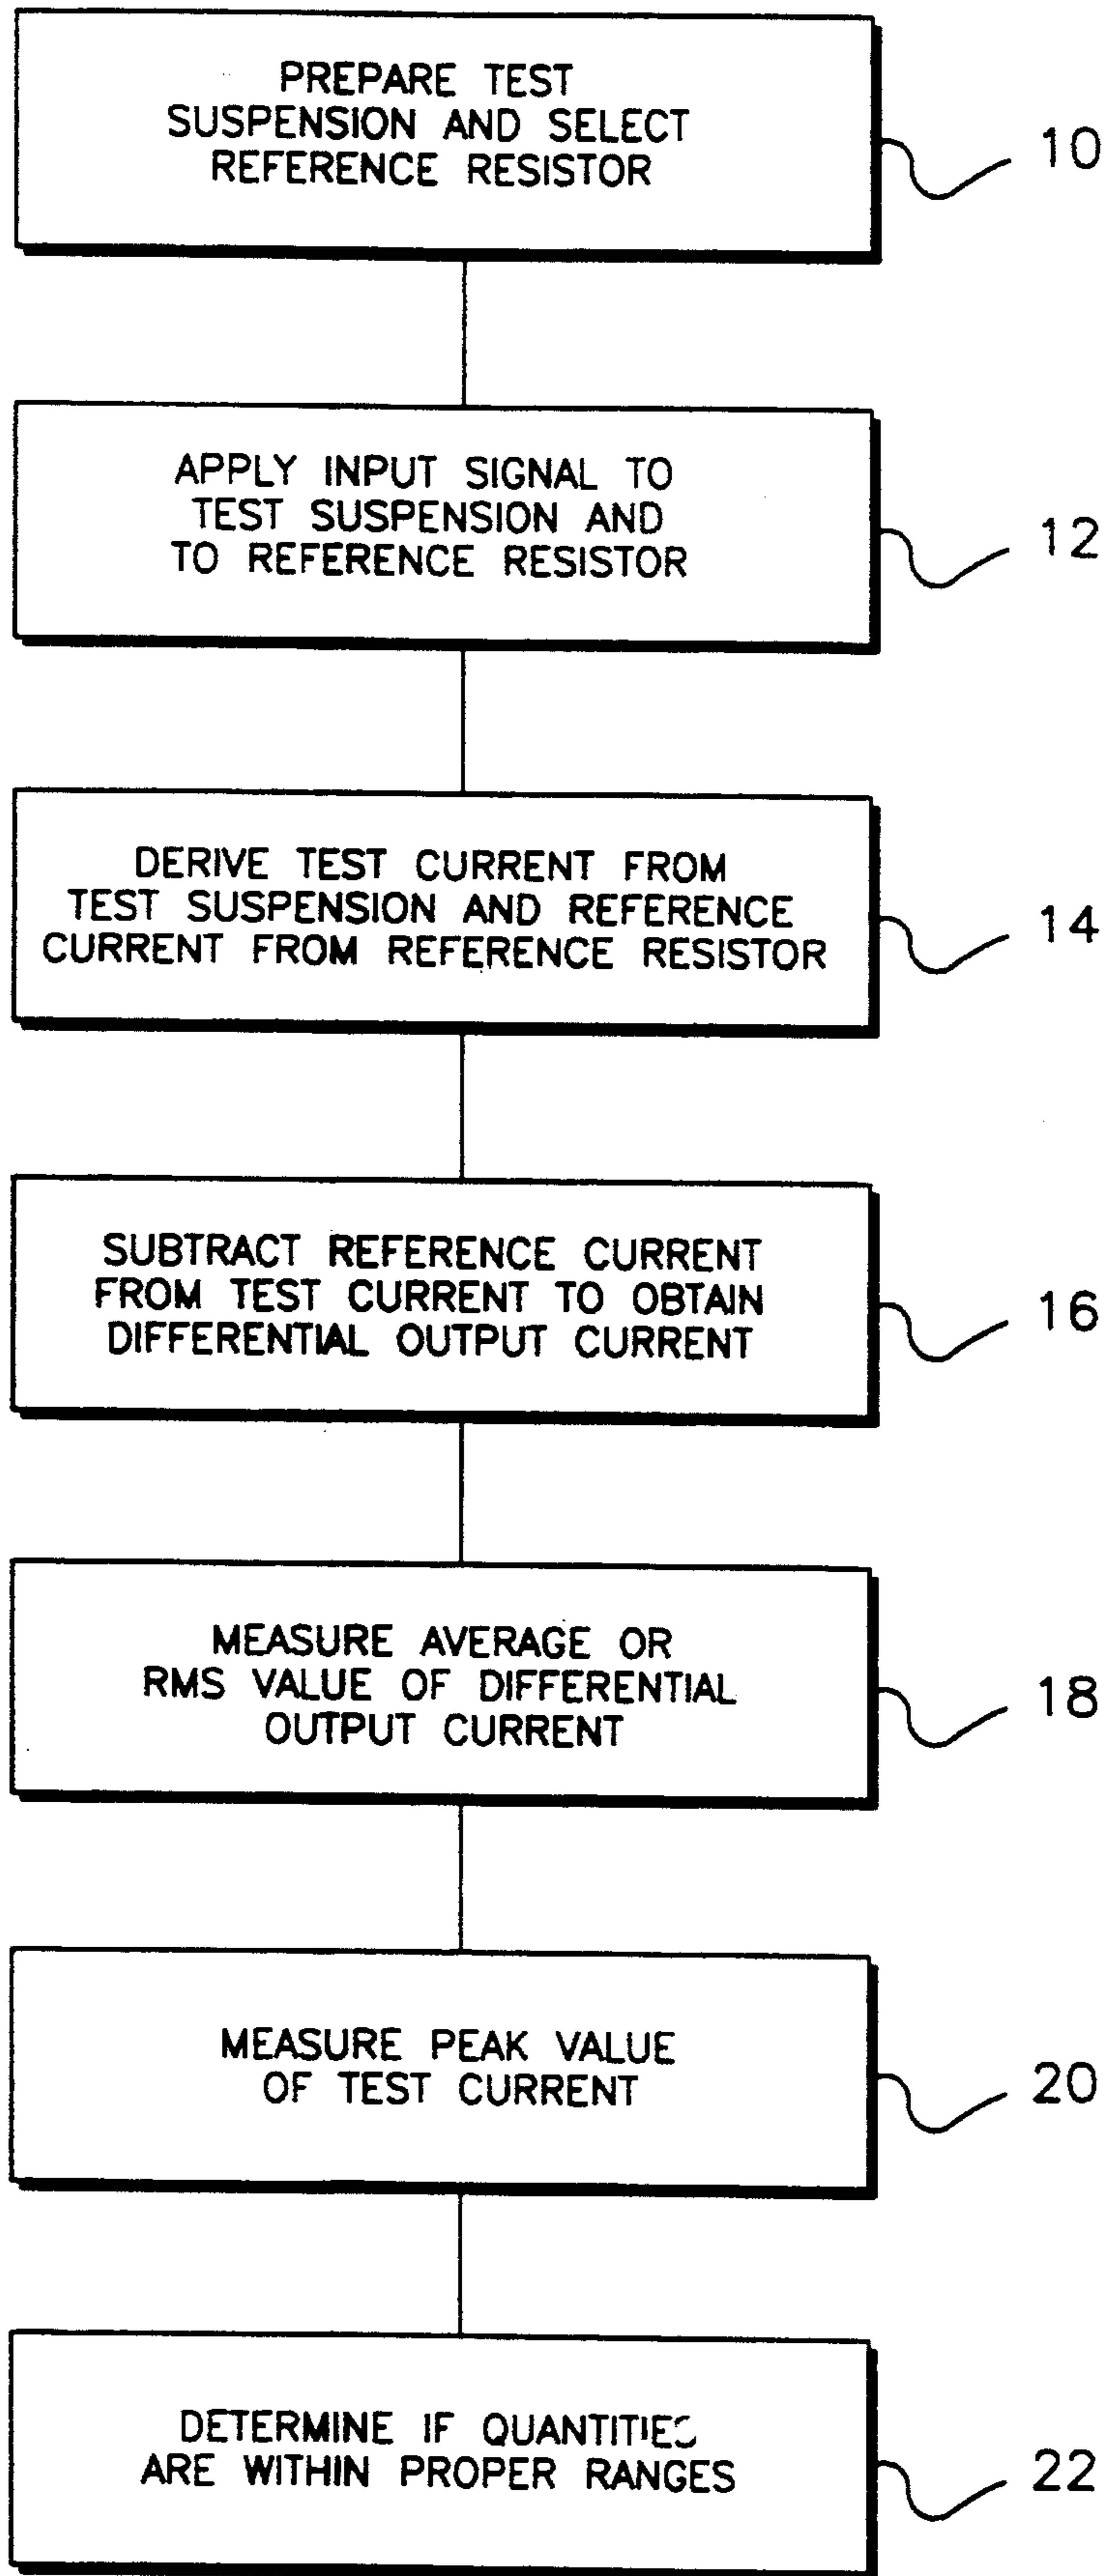 PREPARE TEST
SUSPENSION AND SELECT
REFERENCE RESISTOR
10
APPLY INPUT SIGNAL TO
TEST SUSPENSION AND
TO REFERENCE RESISTOR
12
DERIVE TEST CURRENT FROM
TEST SUSPENSION AND REFERENCE
CURRENT FROM REFERENCE RESISTOR
14
SUBTRACT REFERENCE CURRENT
FROM TEST CURRENT TO OBTAIN
DIFFERENTIAL OUTPUT CURRENT
16
MEASURE AVERAGE OR
RMS VALUE OF DIFFERENTIAL
OUTPUT CURRENT
18
MEASURE PEAK VALUE
OF TEST CURRENT
20
DETERMINE IF QUANTITIES
ARE WITHIN PROPER RANGES
22